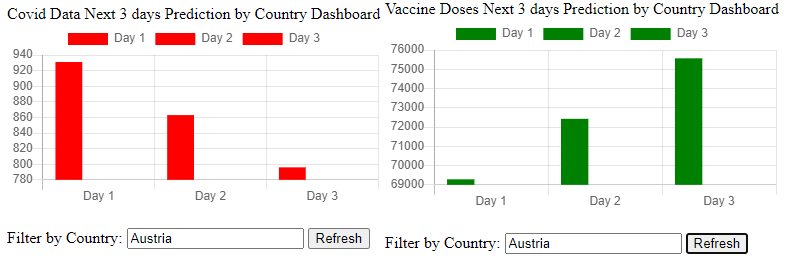 Covid Data Next 3 days Prediction by Country Dashboard
Day 1 Day 2 Day 3
940
920
900
880
860
840
820
800
780
Day 1 Day 2 Day 3
Filter by Country: Austria Refresh
Vaccine Doses Next 3 days Prediction by Country Dashboard
Day 1 Day 2 Day 3
76000
75000
74000
73000
72000
71000
70000
69000
Day 1 Day 2 Day 3
Filter by Country: Austria Refresh